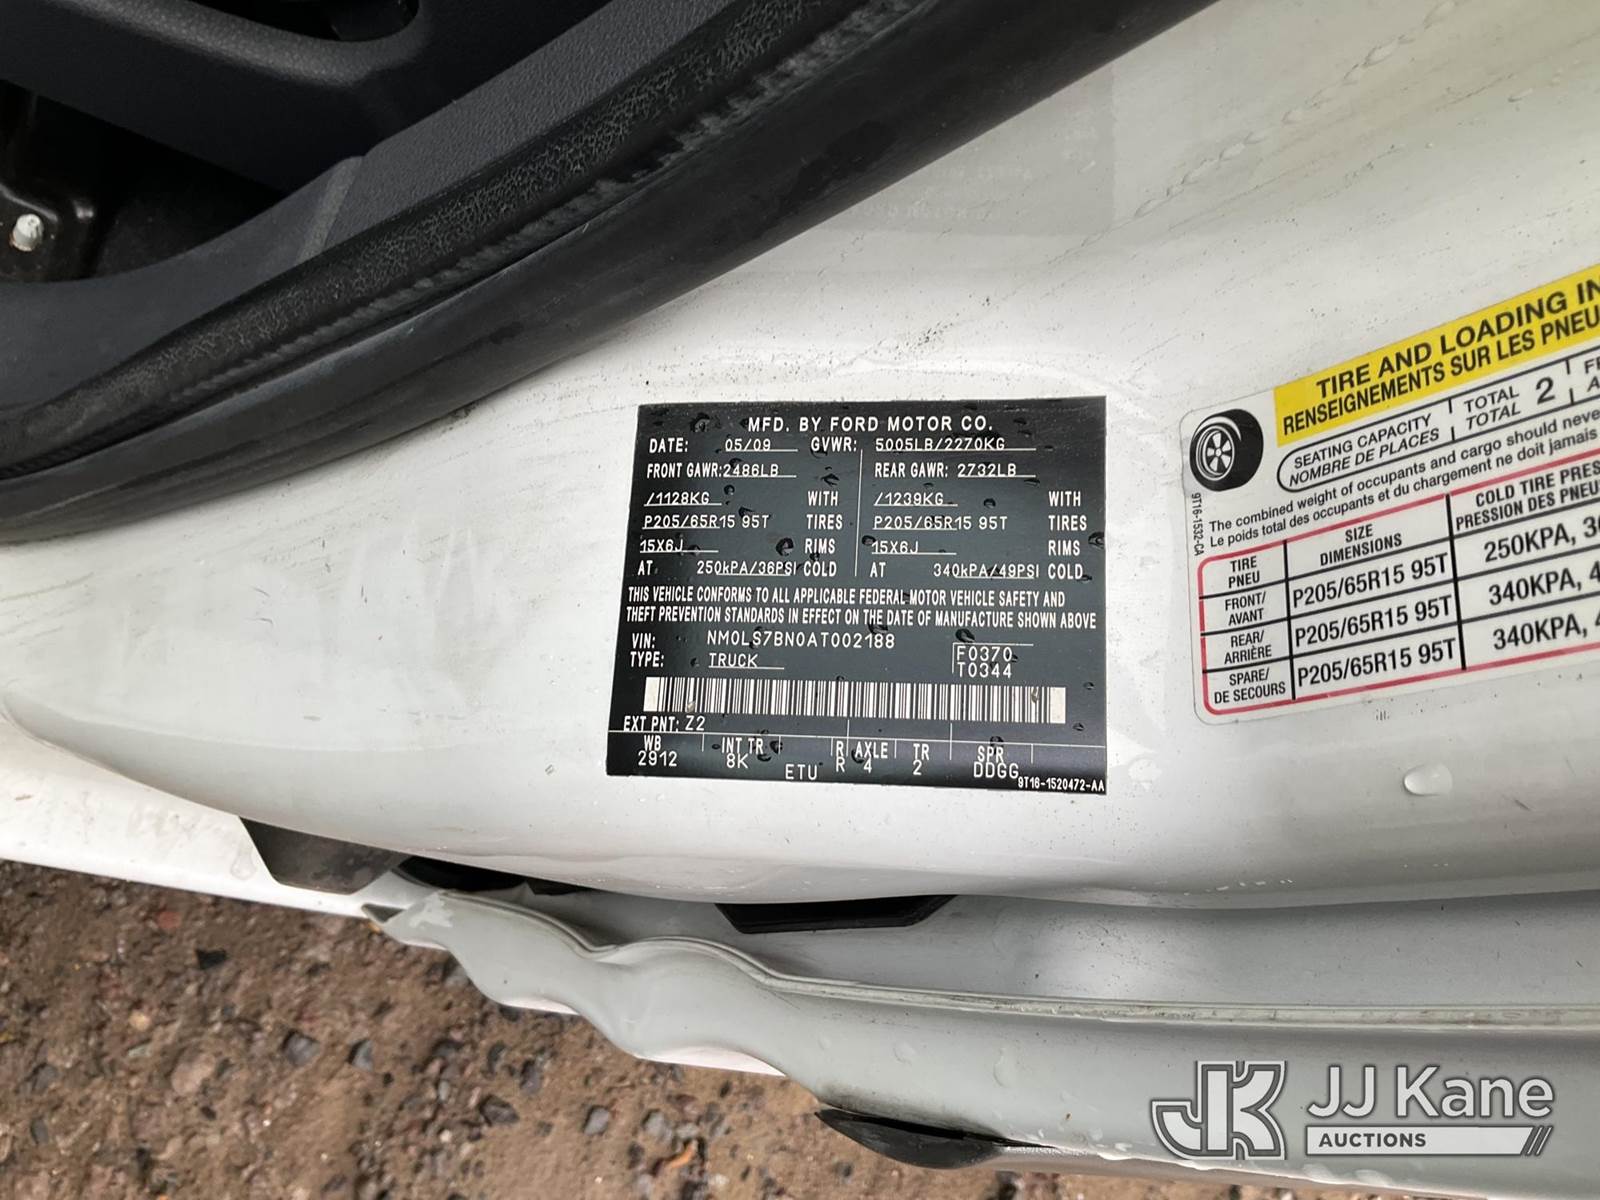 MFD. BY FORD MOTOR CO.
DATE: 05/09 GVWR: 5005LB/2270KG
FRONT GAWR:2486LB REAR GAWR: 2732LB
/1128KG WITH /1239KG WITH
P205/65R15 95T TIRES P205/65R15 95T TIRES
15X6J RIMS 15X6J RIMS
AT 250kPA/36PSI COLD AT 340kPA/49PSI COLD
THIS VEHICLE CONFORMS TO ALL APPLICABLE FEDERAL MOTOR VEHICLE SAFETY AND
THEFT PREVENTION STANDARDS IN EFFECT ON THE DATE OF MANUFACTURE SHOWN ABOVE
VIN: NM0LS7BN0AT002188
TYPE: TRUCK
F0370
T0344
EXT PNT: Z2
WB INT TR R AXLE TR SPR
2912 8K ETU R 4 2 DDGG
9T16-1520472-AA
TIRE AND LOADING IN
RENSEIGNEMENTS SUR LES PNEU
SEATING CAPACITY TOTAL 2
NOMBRE DE PLACES TOTAL
The combined weight of occupants and cargo should never
Le poids total des occupants et du chargement ne doit jamais
9T16-1532-CA
TIRE SIZE COLD TIRE PRES
PNEU DIMENSIONS PRESSION DES PNEU
FRONT/ AVANT P205/65R15 95T 250KPA, 3
REAR/ ARRIÈRE P205/65R15 95T 340KPA, 4
SPARE/ DE SECOURS P205/65R15 95T 340KPA, 4
JK JJ Kane
AUCTIONS